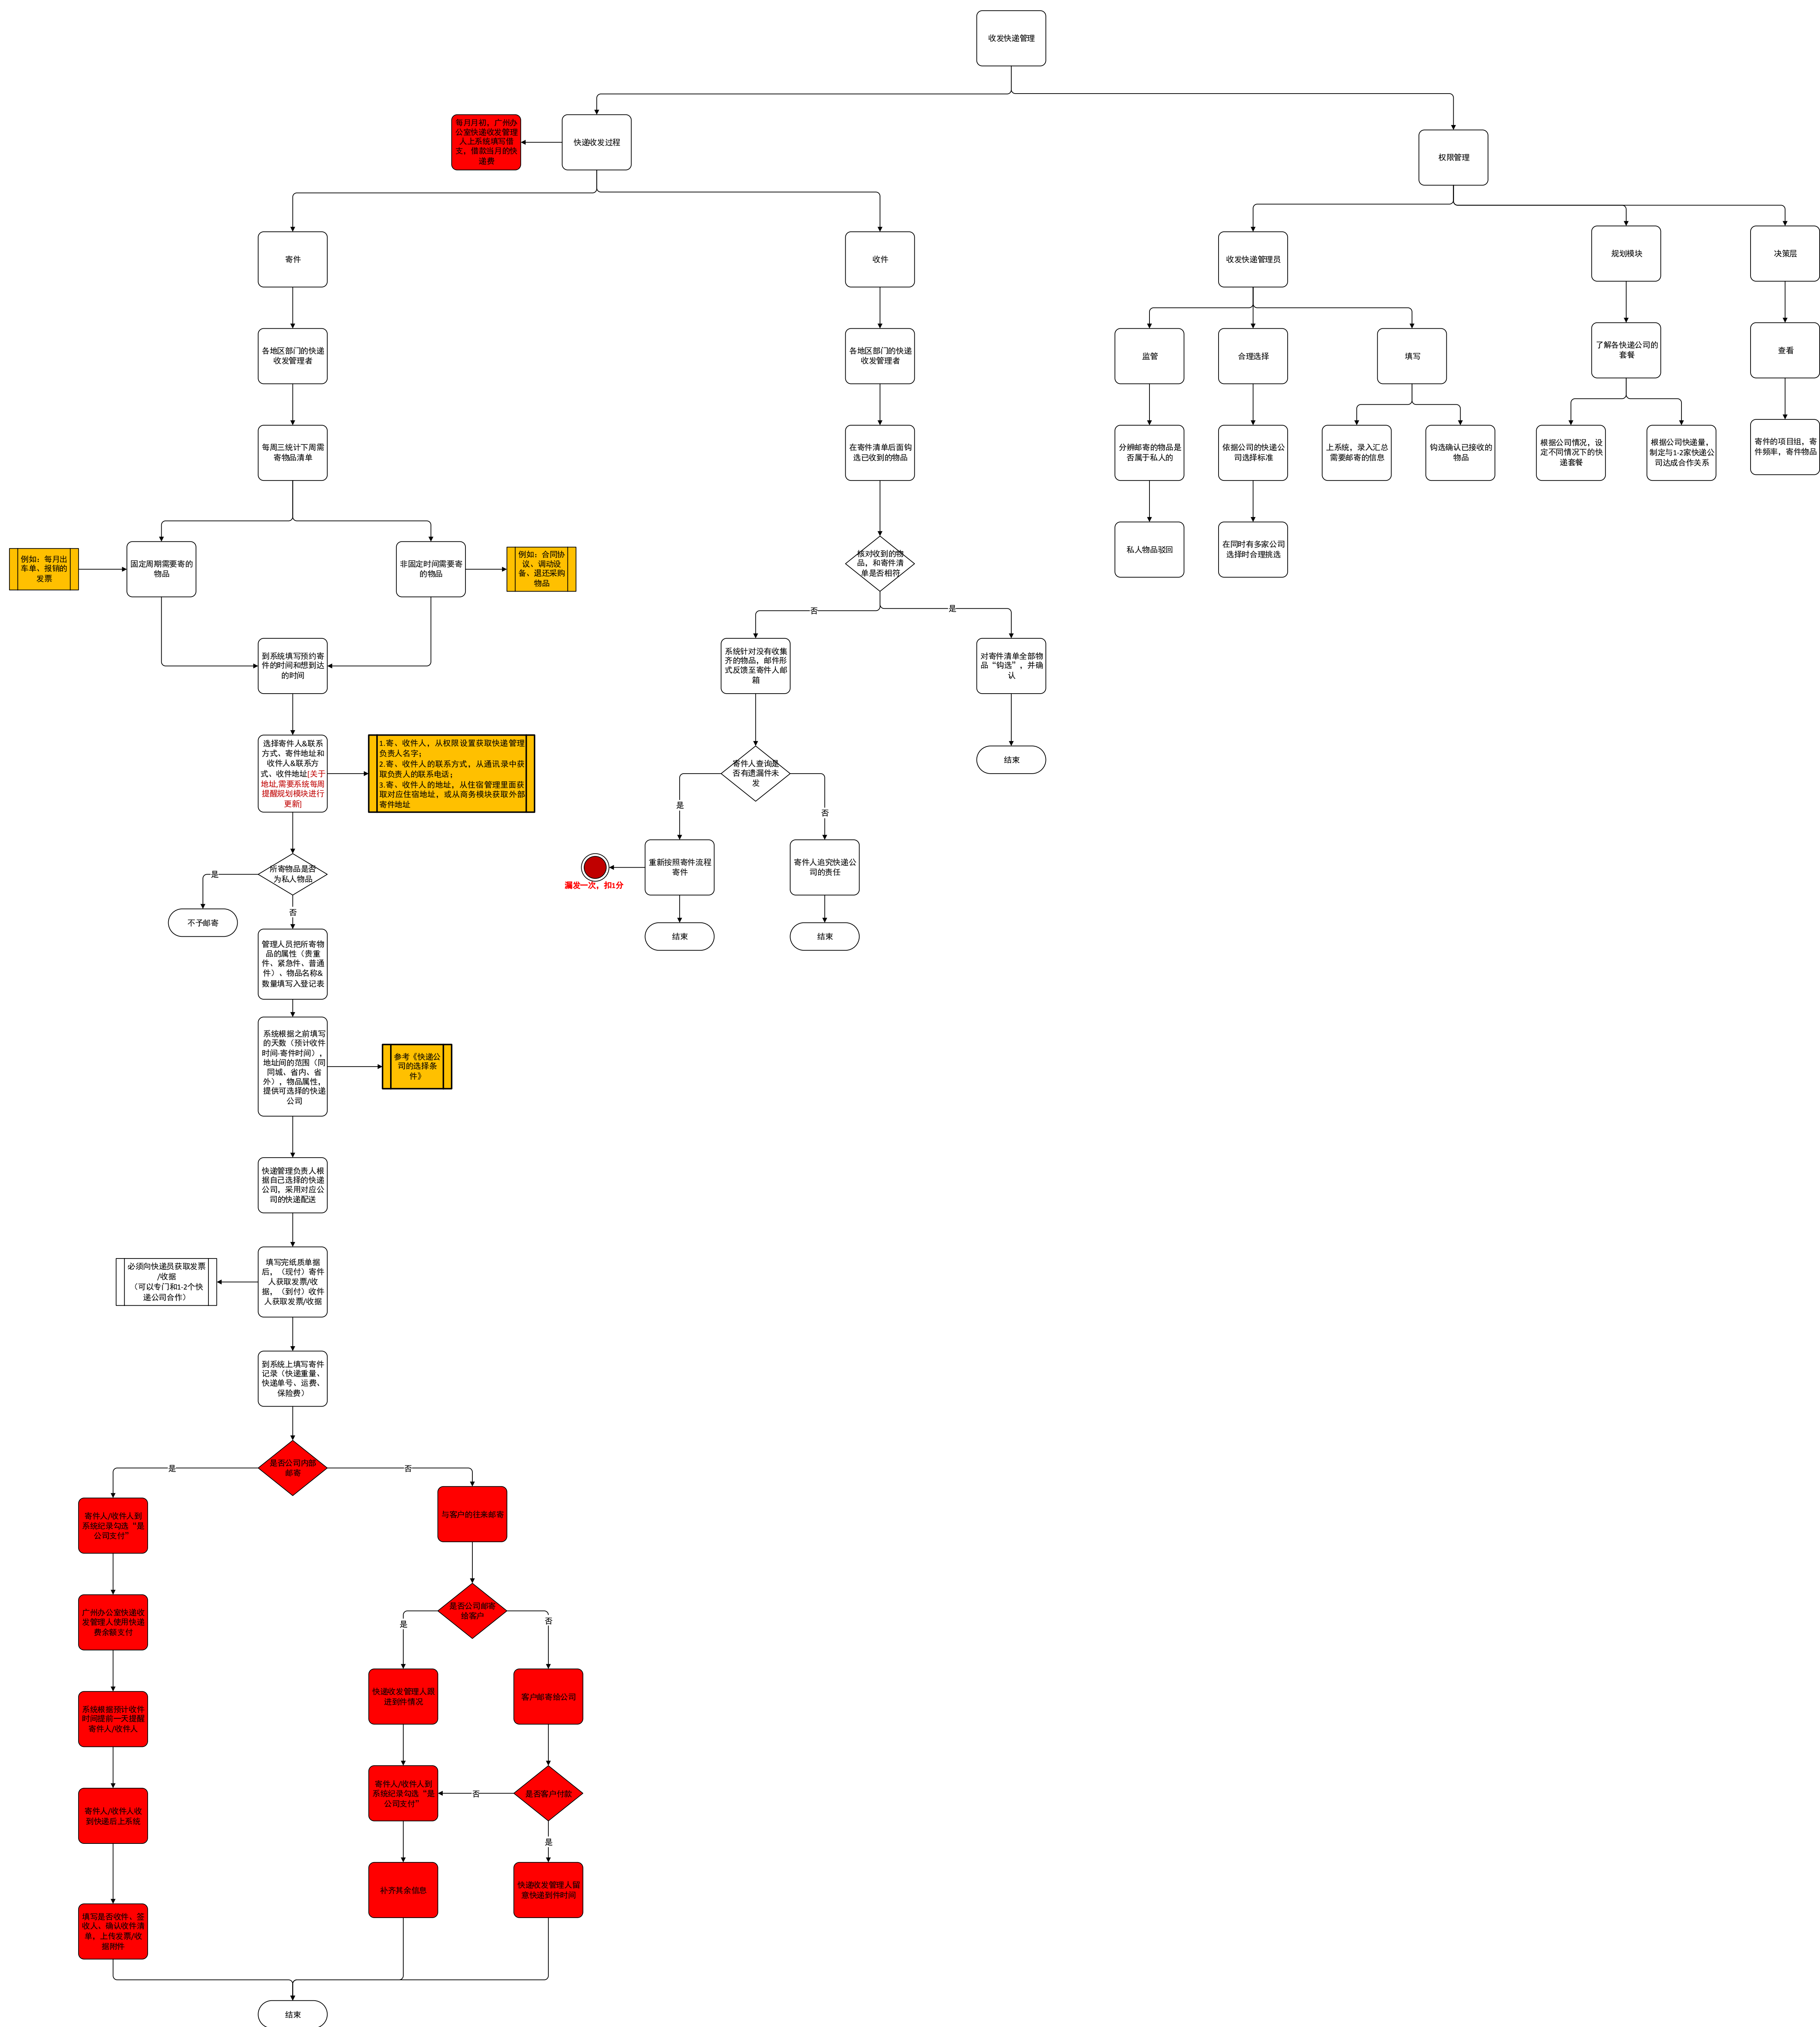 收发快递管理
每月月初，广州办
公室快递收发管理
人上系统填写借
支，借款当月的快
递费
快递收发过程
权限管理
寄件
收件
收发快递管理员
规划模块
决策层
各地区部门的快递
收发管理者
各地区部门的快递
收发管理者
监管
合理选择
填写
了解各快递公司的
套餐
查看
每周三统计下周需
寄物品清单
在寄件清单后面钩
选已收到的物品
分辨邮寄的物品是
否属于私人的
依据公司的快递公
司选择标准
上系统，录入汇总
需要邮寄的信息
钩选确认已接收的
物品
根据公司情况，设
定不同情况下的快
递套餐
根据公司快递量，
制定与1-2家快递公
司达成合作关系
寄件的项目组，寄
件频率，寄件物品
私人物品驳回
在同时有多家公司
选择时合理挑选
例如：每月出
车单、报销的
发票
固定周期需要寄的
物品
非固定时间需要寄
的物品
例如：合同协
议、调动设
备、退还采购
物品
核对收到的物
品，和寄件清
单是否相符
否
是
到系统填写预约寄
件的时间和想到达
的时间
系统针对没有收集
齐的物品，邮件形
式反馈至寄件人邮
箱
对寄件清单全部物
品“钩选”，并确
认
选择寄件人&联系
方式、寄件地址和
收件人&联系方
式、收件地址[关于
地址,需要系统每周
提醒规划模块进行
更新]
1.寄、收件人，从权限设置获取快递管理
负责人名字；
2.寄、收件人的联系方式，从通讯录中获
取负责人的联系电话；
3.寄、收件人的地址，从住宿管理里面获
取对应住宿地址，或从商务模块获取外部
寄件地址
寄件人查询是
否有遗漏件未
发
结束
是
否
所寄物品是否
为私人物品
是
否
不予邮寄
重新按照寄件流程
寄件
漏发一次，扣1分
寄件人追究快递公
司的责任
结束
结束
管理人员把所寄物
品的属性（贵重
件、紧急件、普通
件）、物品名称&
数量填写入登记表
系统根据之前填写
的天数（预计收件
时间-寄件时间），
地址间的范围（同
同城、省内、省
外），物品属性，
提供可选择的快递
公司
参考《快递公
司的选择条
件》
快递管理负责人根
据自己选择的快递
公司，采用对应公
司的快递配送
必须向快递员获取发票
/收据
（可以专门和1-2个快
递公司合作）
填写完纸质单据
后，（现付）寄件
人获取发票/收
据，（到付）收件
人获取发票/收据
到系统上填写寄件
记录（快递重量、
快递单号、运费、
保险费）
是否公司内部
邮寄
是
否
寄件人/收件人到
系统纪录勾选“是
公司支付”
与客户的往来邮寄
广州办公室快递收
发管理人使用快递
费余额支付
是否公司邮寄
给客户
是
否
系统根据预计收件
时间提前一天提醒
寄件人/收件人
快递收发管理人跟
进到件情况
客户邮寄给公司
寄件人/收件人收
到快递后上系统
寄件人/收件人到
系统纪录勾选“是
公司支付”
否
是否客户付款
是
填写是否收件、签
收人、确认收件清
单、上传发票/收
据附件
补齐其余信息
快递收发管理人留
意快递到件时间
结束